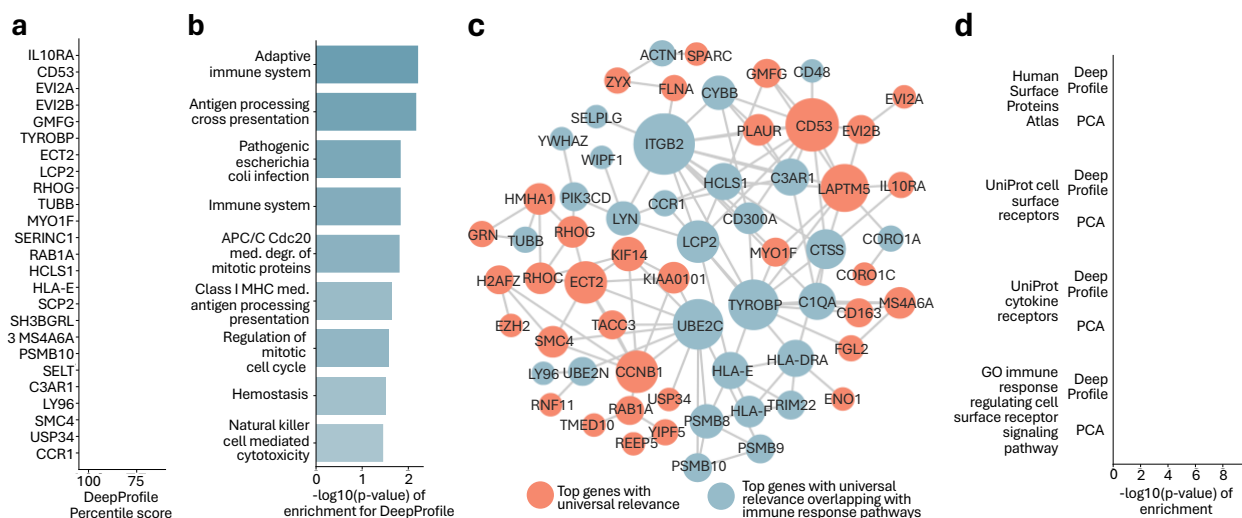 a
IL10RA
CD53
EVI2A
EVI2B
GMFG
TYROBP
ECT2
LCP2
RHOG
TUBB
MYO1F
SERINC1
RAB1A
HCLS1
HLA-E
SCP2
SH3BGRL
3 MS4A6A
PSMB10
SELT
C3AR1
LY96
SMC4
USP34
CCR1
100 75
DeepProfile
Percentile score
b
Adaptive
immune system
Antigen processing
cross presentation
Pathogenic
escherichia
coli infection
Immune system
APC/C Cdc20
med. degr. of
mitotic proteins
Class I MHC med.
antigen processing
presentation
Regulation of
mitotic
cell cycle
Hemostasis
Natural killer
cell mediated
cytotoxicity
0 1 2
-log10(p-value) of
enrichment for DeepProfile
c
ACTN1 SPARC
ZYX FLNA CYBB GMFG CD48
EVI2A
SELPLG PLAUR CD53 EVI2B
YWHAZ ITGB2
WIPF1
HCLS1 C3AR1 LAPTM5 IL10RA
HMHA1 PIK3CD CCR1
LYN CD300A
GRN TUBB RHOG LCP2 CTSS CORO1A
KIF14 MYO1F
H2AFZ RHOC ECT2 KIAA0101 CORO1C
TYROBP C1QA CD163 MS4A6A
EZH2 TACC3 UBE2C
SMC4 FGL2
LY96 UBE2N CCNB1 HLA-E HLA-DRA
RNF11 RAB1A USP34 HLA-F TRIM22 ENO1
TMED10 YIPF5 PSMB8
REEP5 PSMB9
PSMB10
Top genes with
universal relevance
Top genes with universal
relevance overlapping with
immune response pathways
d
Human
Surface
Proteins
Atlas
Deep
Profile
PCA
UniProt cell
surface
receptors
Deep
Profile
PCA
UniProt
cytokine
receptors
Deep
Profile
PCA
GO immune
response
regulating cell
surface receptor
signaling
pathway
Deep
Profile
PCA
0 2 4 6 8
-log10(p-value) of
enrichment